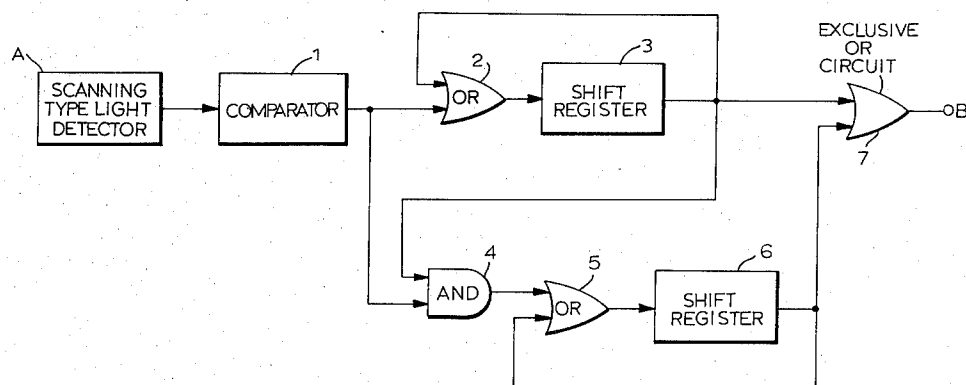 A
SCANNING
TYPE LIGHT
DETECTOR
1
COMPARATOR
2
OR
3
SHIFT
REGISTER
EXCLUSIVE
OR
CIRCUIT
7
B
4
AND
5
OR
6
SHIFT
REGISTER